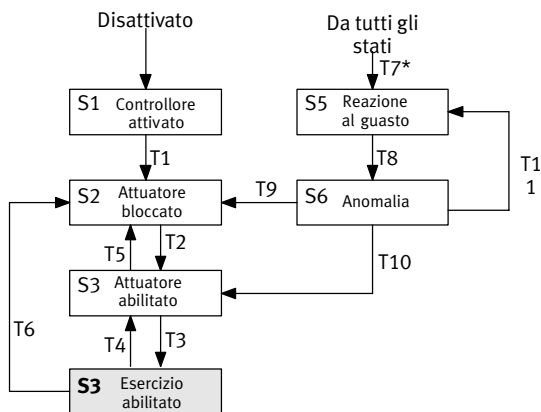 Disattivato
Da tutti gli
stati
T7*
S1 Controllore
attivato
S5 Reazione
al guasto
T1
T8
T1
1
S2 Attuatore
bloccato
T9
S6 Anomalia
T5
T2
T10
S3 Attuatore
abilitato
T6
T4
T3
S3 Esercizio
abilitato